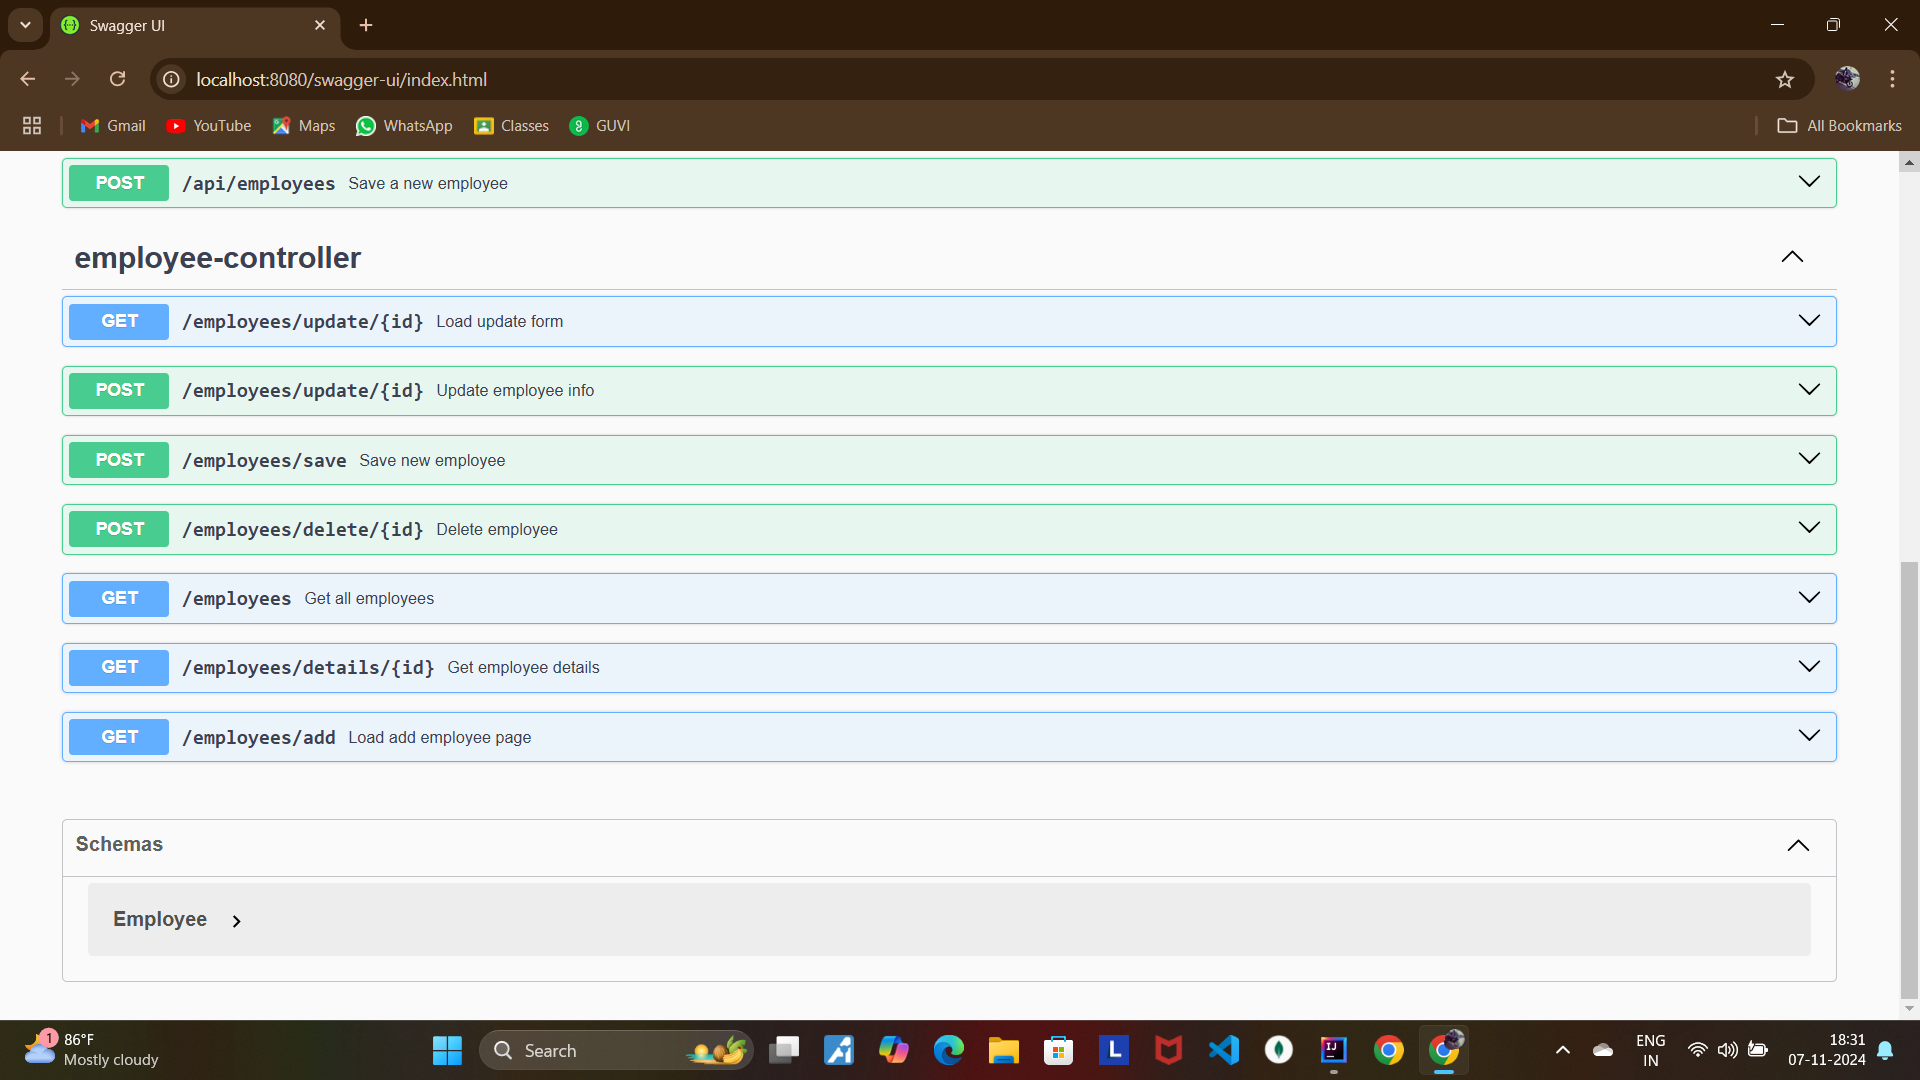 Swagger UI
localhost:8080/swagger-ui/index.html
Gmail YouTube Maps WhatsApp Classes GUVI All Bookmarks
POST /api/employees Save a new employee
employee-controller
GET /employees/update/{id} Load update form
POST /employees/update/{id} Update employee info
POST /employees/save Save new employee
POST /employees/delete/{id} Delete employee
GET /employees Get all employees
GET /employees/details/{id} Get employee details
GET /employees/add Load add employee page
Schemas
Employee
1 86°F
Mostly cloudy
Search
L
IJ
ENG
IN
18:31
07-11-2024